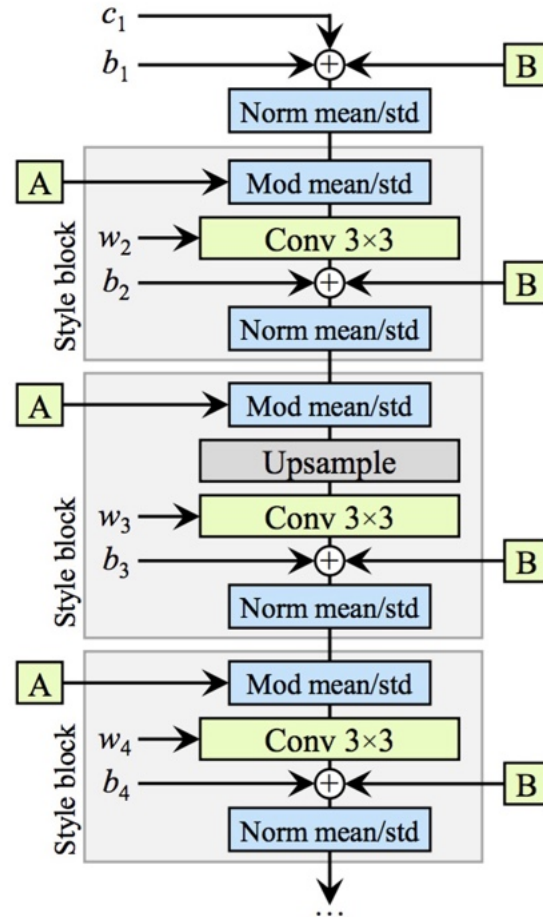 c₁
b₁ + B
Norm mean/std
A Mod mean/std
w₂ Conv 3×3
b₂ + B
Norm mean/std
Style block
A Mod mean/std
Upsample
w₃ Conv 3×3
b₃ + B
Norm mean/std
Style block
A Mod mean/std
w₄ Conv 3×3
b₄ + B
Norm mean/std
Style block
...